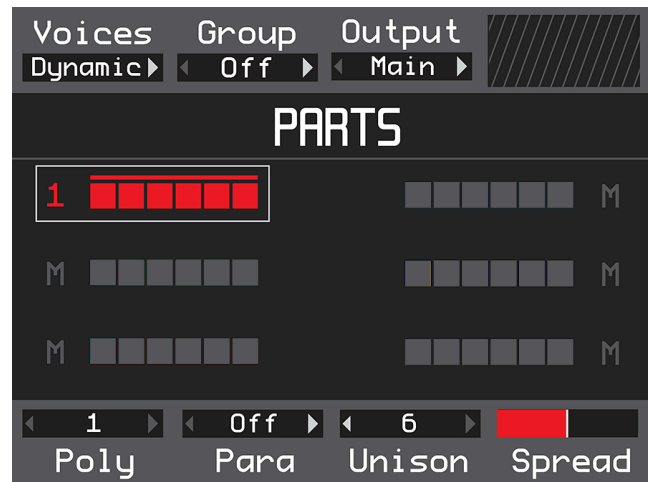 Voices Group Output
Dynamic Off Main
PARTS
1 M
M M
M M
1 Off 6
Poly Para Unison Spread